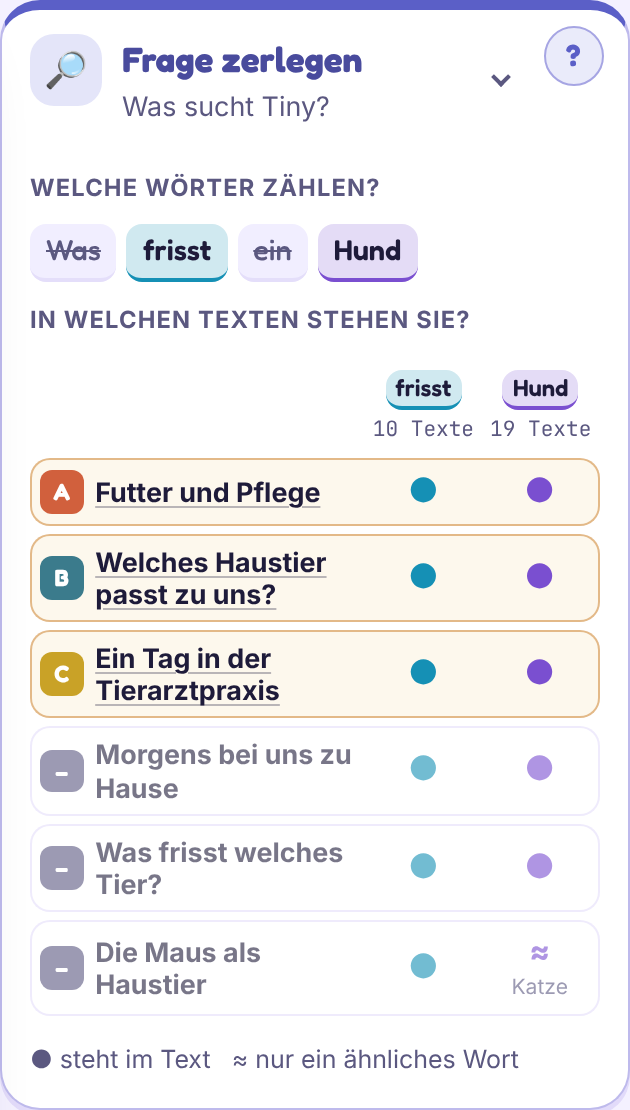 Frage zerlegen
?
Was sucht Tiny?
WELCHE WÖRTER ZÄHLEN?
Was frisst ein Hund
IN WELCHEN TEXTEN STEHEN SIE?
frisst Hund
10 Texte 19 Texte
A Futter und Pflege
B Welches Haustier
passt zu uns?
C Ein Tag in der
Tierarztpraxis
– Morgens bei uns zu
Hause
– Was frisst welches
Tier?
– Die Maus als
Haustier
≈
Katze
steht im Text ≈ nur ein ähnliches Wort